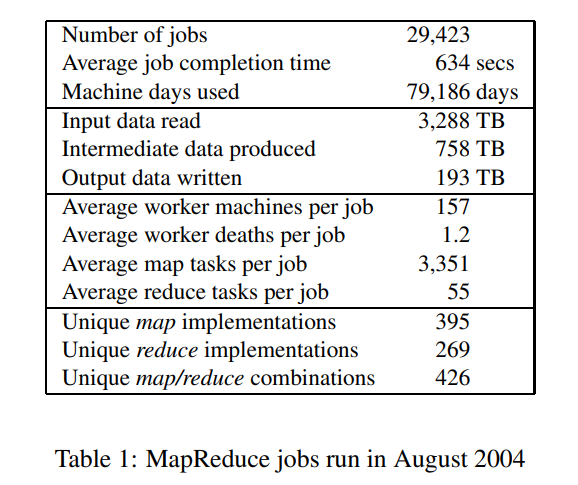 Number of jobs 29,423
Average job completion time 634 secs
Machine days used 79,186 days
Input data read 3,288 TB
Intermediate data produced 758 TB
Output data written 193 TB
Average worker machines per job 157
Average worker deaths per job 1.2
Average map tasks per job 3,351
Average reduce tasks per job 55
Unique map implementations 395
Unique reduce implementations 269
Unique map/reduce combinations 426
Table 1: MapReduce jobs run in August 2004